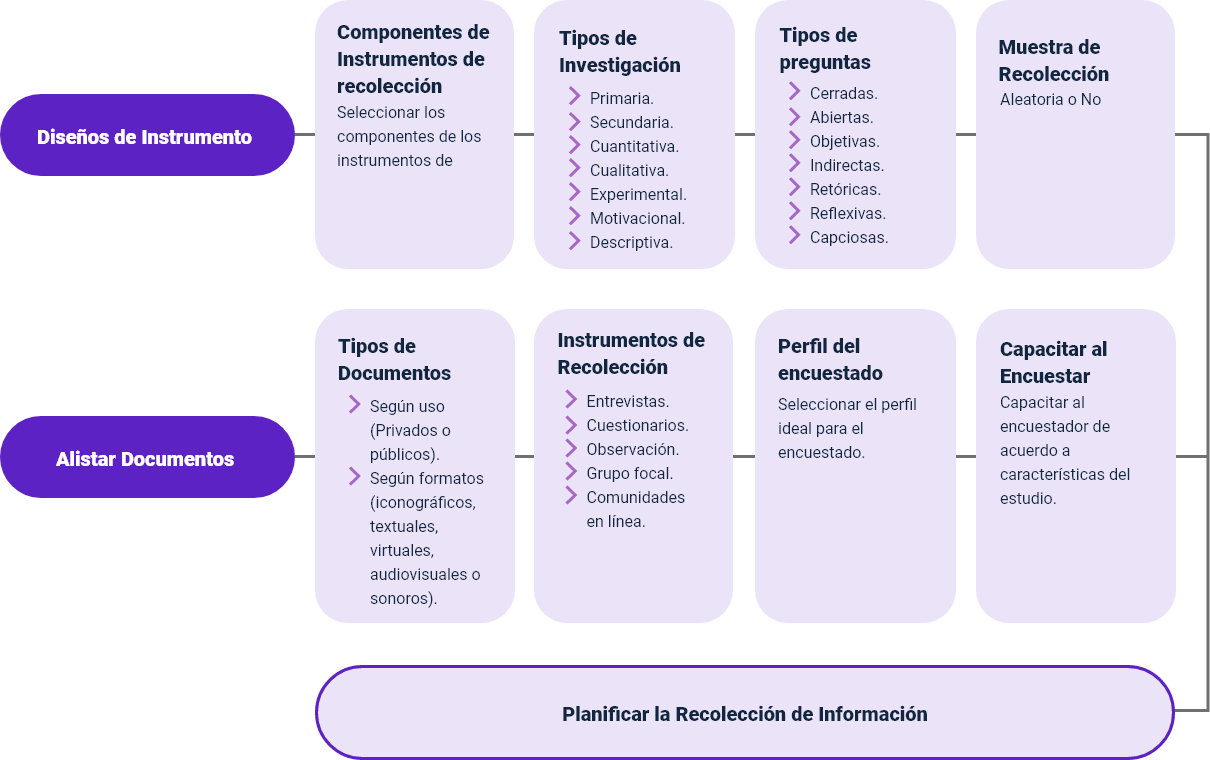 Diseños de Instrumento
Componentes de
Instrumentos de
recolección
Seleccionar los
componentes de los
instrumentos de
Tipos de
Investigación
Primaria.
Secundaria.
Cuantitativa.
Cualitativa.
Experimental.
Motivacional.
Descriptiva.
Tipos de
preguntas
Cerradas.
Abiertas.
Objetivas.
Indirectas.
Retóricas.
Reflexivas.
Capciosas.
Muestra de
Recolección
Aleatoria o No
Alistar Documentos
Tipos de
Documentos
Según uso
(Privados o
públicos).
Según formatos
(iconográficos,
textuales,
virtuales,
audiovisuales o
sonoros).
Instrumentos de
Recolección
Entrevistas.
Cuestionarios.
Observación.
Grupo focal.
Comunidades
en línea.
Perfil del
encuestado
Seleccionar el perfil
ideal para el
encuestado.
Capacitar al
Encuestar
Capacitar al
encuestador de
acuerdo a
características del
estudio.
Planificar la Recolección de Información